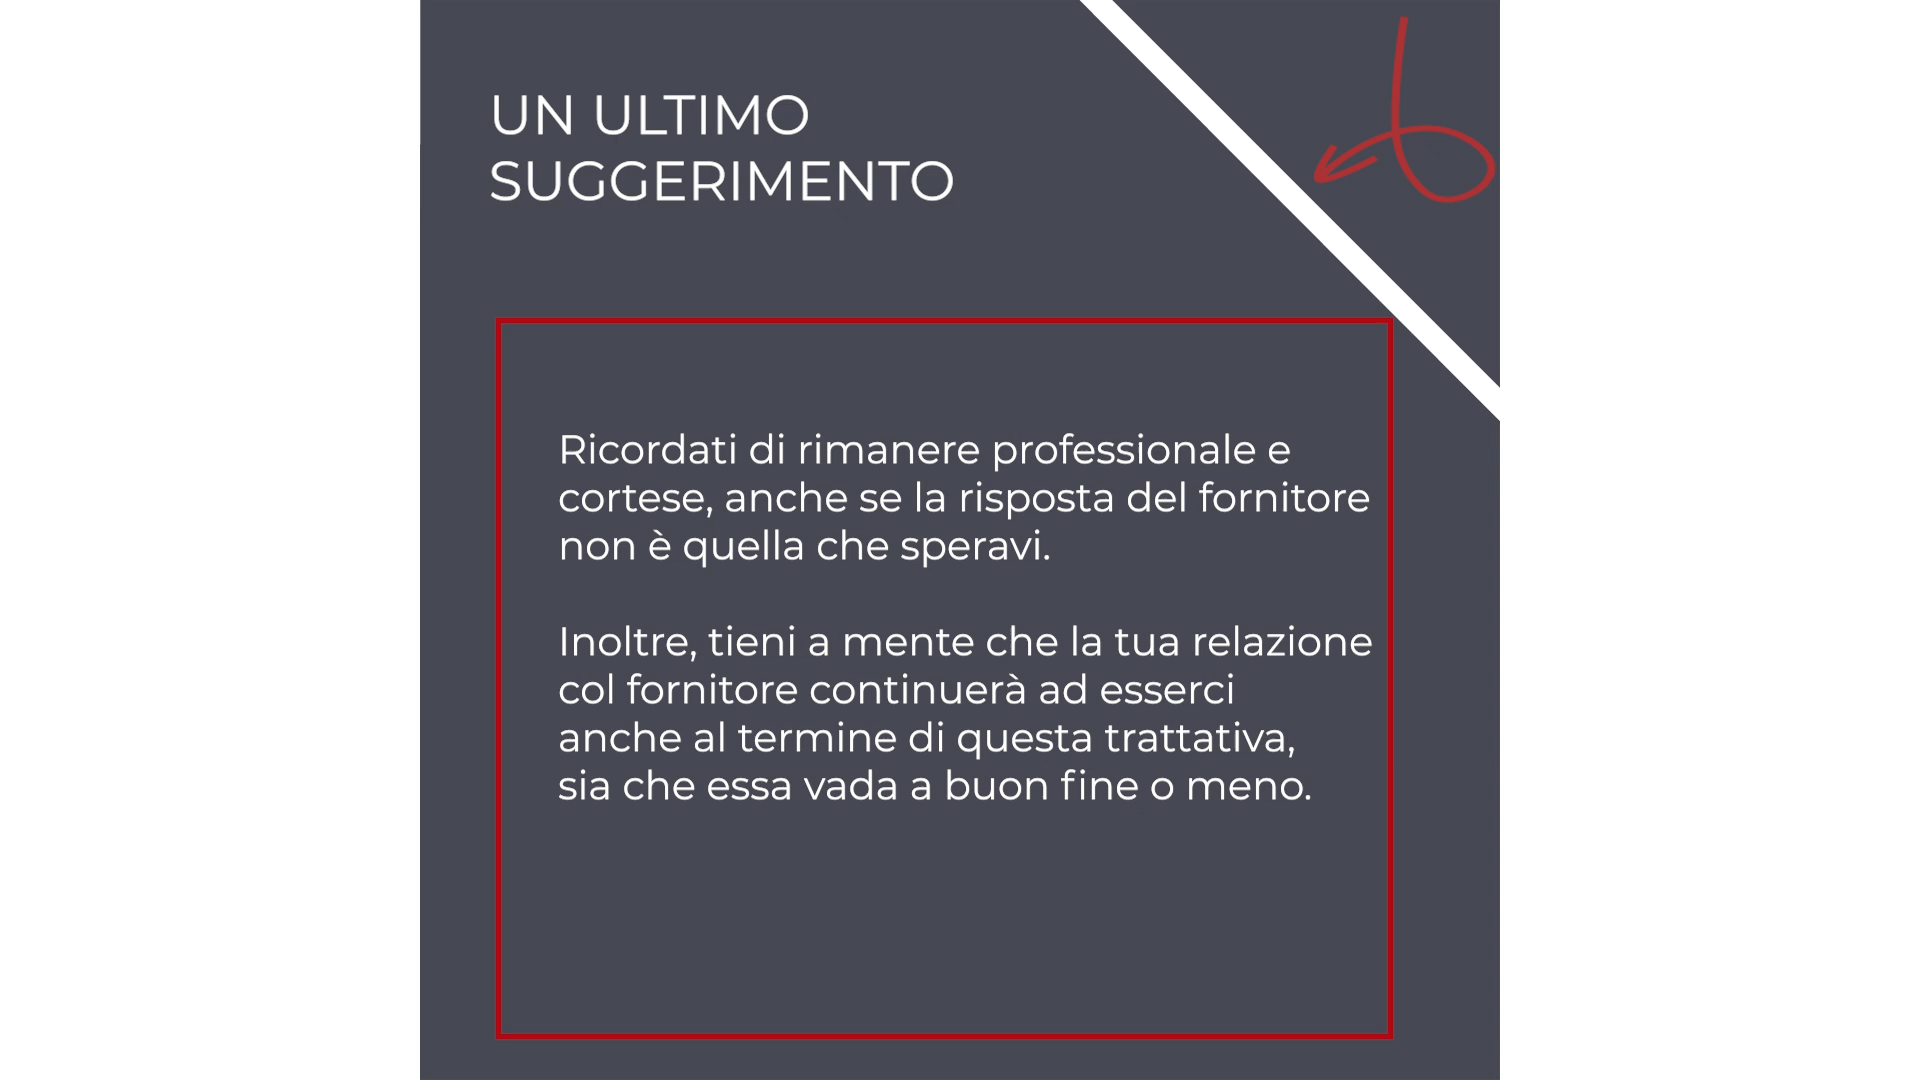 UN ULTIMO
SUGGERIMENTO
Ricordati di rimanere professionale e
cortese, anche se la risposta del fornitore
non è quella che speravi.
Inoltre, tieni a mente che la tua relazione
col fornitore continuerà ad esserci
anche al termine di questa trattativa,
sia che essa vada a buon fine o meno.